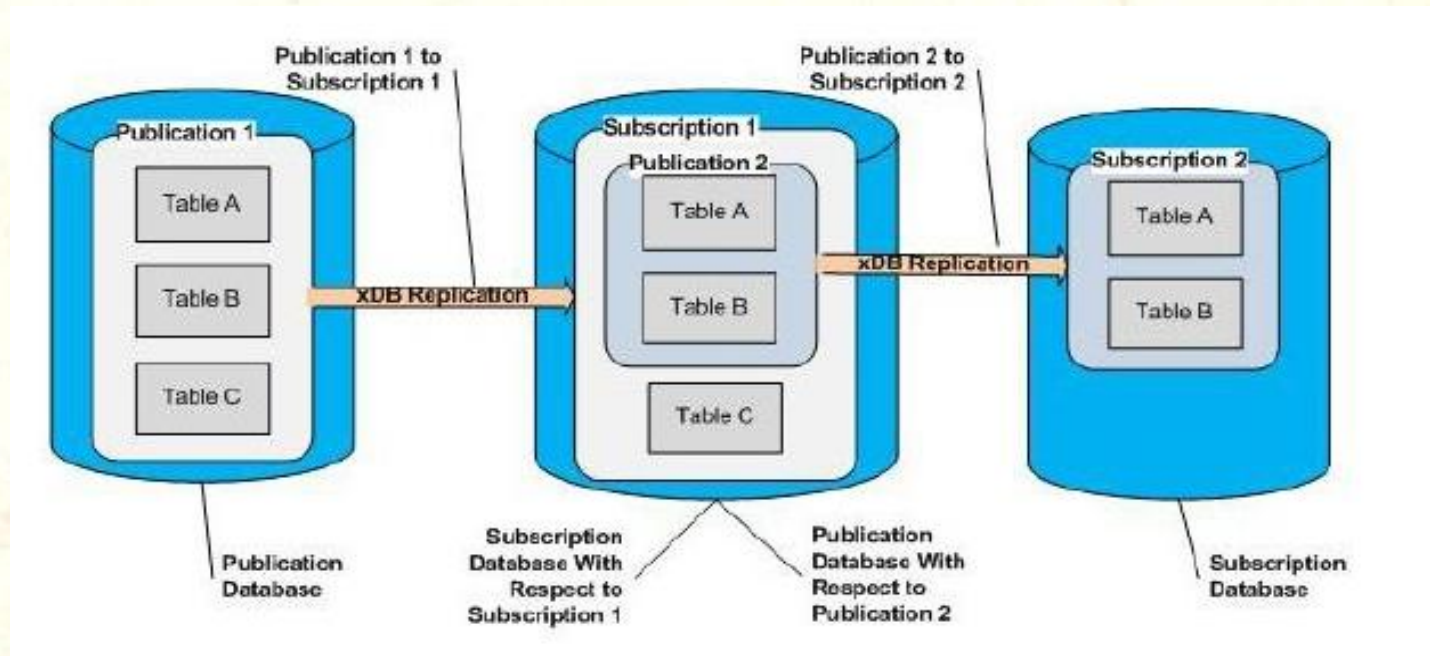 Publication 1 to
Subscription 1
Publication 2 to
Subscription 2
Publication 1
Table A
Table B
Table C
xDB Replication
Subscription 1
Publication 2
Table A
Table B
Table C
xDB Replication
Subscription 2
Table A
Table B
Publication
Database
Subscription
Database With
Respect to
Subscription 1
Publication
Database With
Respect to
Publication 2
Subscription
Database